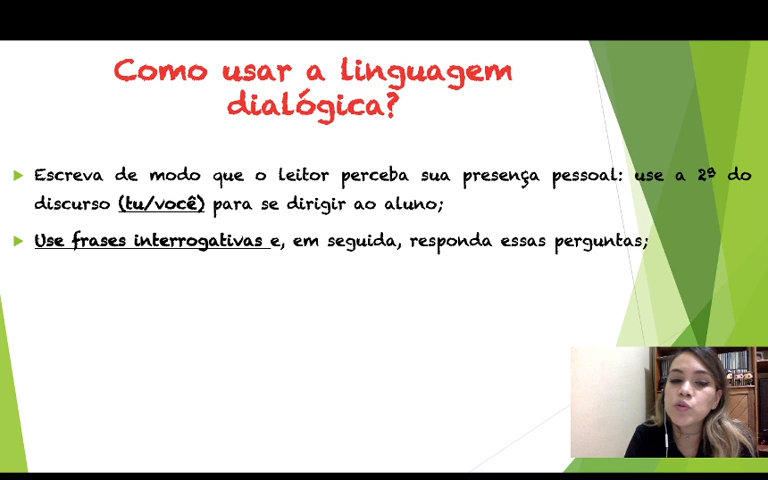 Como usar a linguagem
dialógica?
Escreva de modo que o leitor perceba sua presença pessoal: use a 2ª do
discurso (tu/você) para se dirigir ao aluno;
Use frases interrogativas e, em seguida, responda essas perguntas;